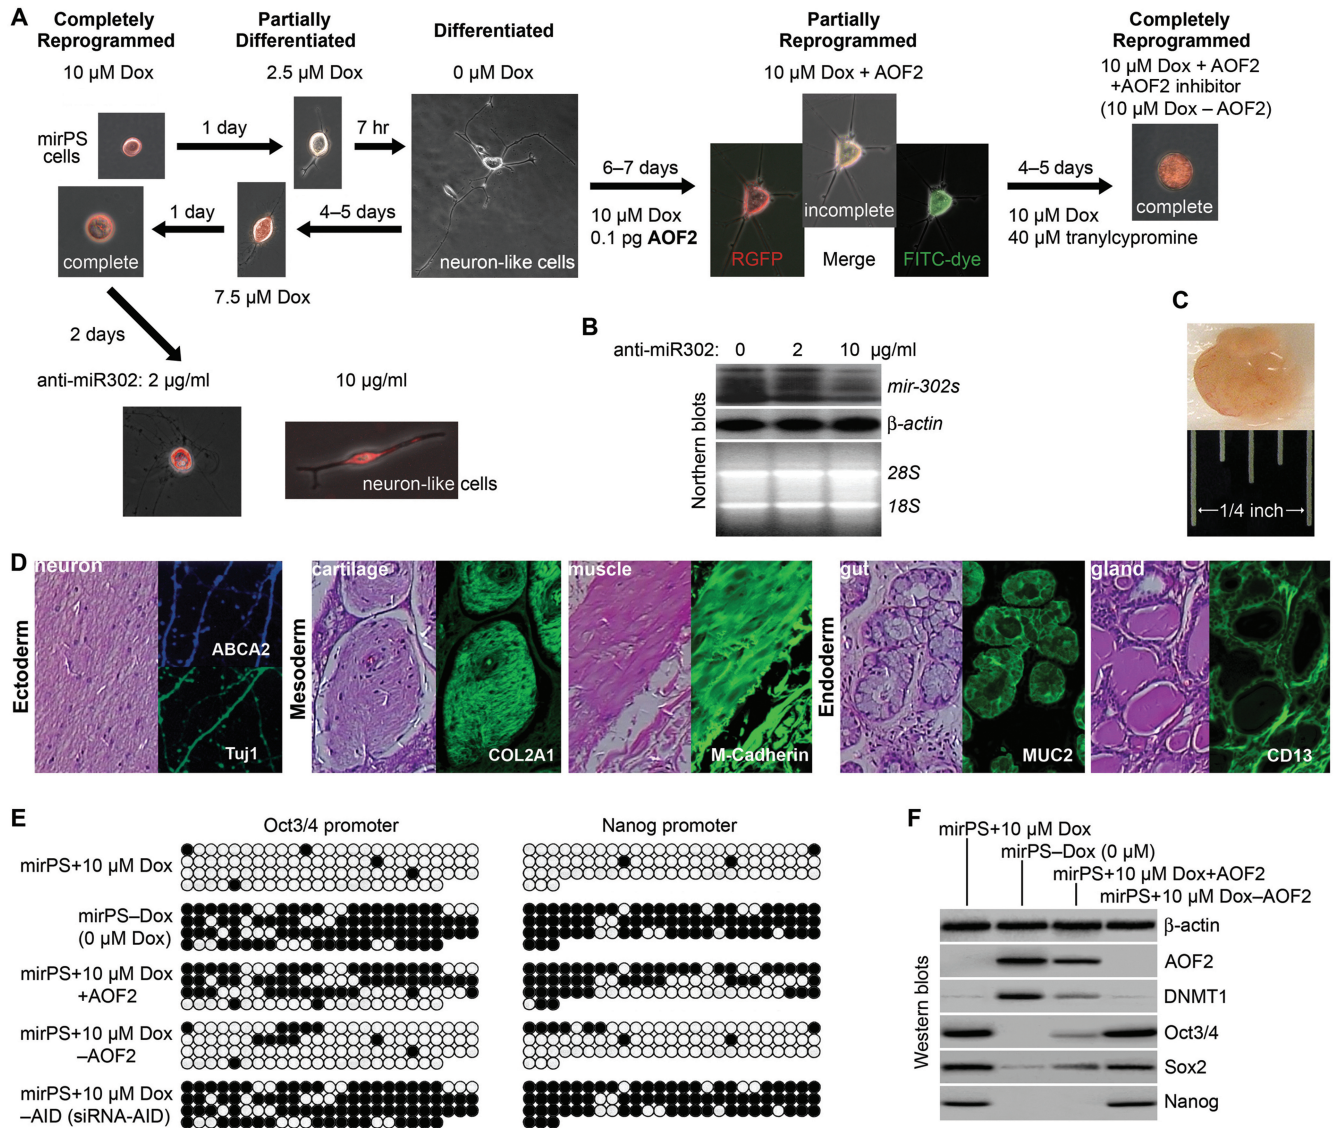 A
Completely
Reprogrammed
10 µM Dox
Partially
Differentiated
2.5 µM Dox
Differentiated
0 µM Dox
Partially
Reprogrammed
10 µM Dox + AOF2
Completely
Reprogrammed
10 µM Dox + AOF2
+AOF2 inhibitor
(10 µM Dox – AOF2)
mirPS
cells
1 day
7 hr
6–7 days
10 µM Dox
0.1 pg AOF2
incomplete
RGFP
Merge
FITC-dye
4–5 days
10 µM Dox
40 µM tranylcypromine
complete
complete
1 day
4–5 days
neuron-like cells
7.5 µM Dox
2 days
anti-miR302: 2 µg/ml
10 µg/ml
neuron-like cells
B
anti-miR302: 0 2 10 µg/ml
Northern blots
mir-302s
β-actin
28S
18S
C
1/4 inch
D
Ectoderm
neuron
ABCA2
Tuj1
Mesoderm
cartilage
COL2A1
muscle
M-Cadherin
Endoderm
gut
MUC2
gland
CD13
E
Oct3/4 promoter
Nanog promoter
mirPS+10 µM Dox
mirPS–Dox
(0 µM Dox)
mirPS+10 µM Dox
+AOF2
mirPS+10 µM Dox
–AOF2
mirPS+10 µM Dox
–AID (siRNA-AID)
F
mirPS+10 µM Dox
mirPS–Dox (0 µM)
mirPS+10 µM Dox+AOF2
mirPS+10 µM Dox–AOF2
Western blots
β-actin
AOF2
DNMT1
Oct3/4
Sox2
Nanog